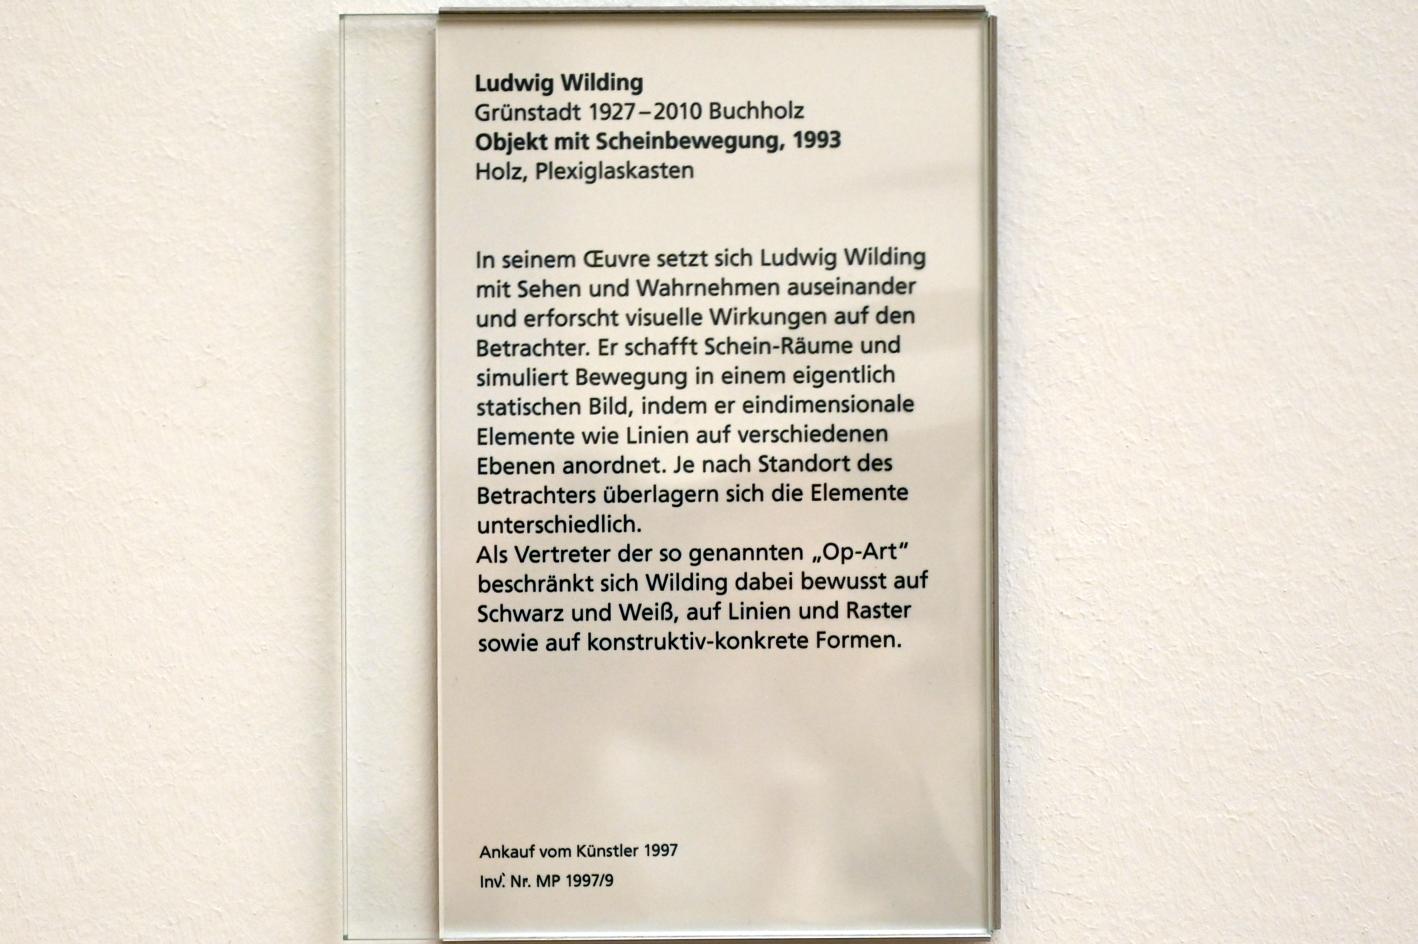 Ludwig Wilding
Grünstadt 1927–2010 Buchholz
Objekt mit Scheinbewegung, 1993
Holz, Plexiglaskasten
In seinem Œuvre setzt sich Ludwig Wilding
mit Sehen und Wahrnehmen auseinander
und erforscht visuelle Wirkungen auf den
Betrachter. Er schafft Schein-Räume und
simuliert Bewegung in einem eigentlich
statischen Bild, indem er eindimensionale
Elemente wie Linien auf verschiedenen
Ebenen anordnet. Je nach Standort des
Betrachters überlagern sich die Elemente
unterschiedlich.
Als Vertreter der so genannten „Op-Art“
beschränkt sich Wilding dabei bewusst auf
Schwarz und Weiß, auf Linien und Raster
sowie auf konstruktiv-konkrete Formen.
Ankauf vom Künstler 1997
Inv. Nr. MP 1997/9